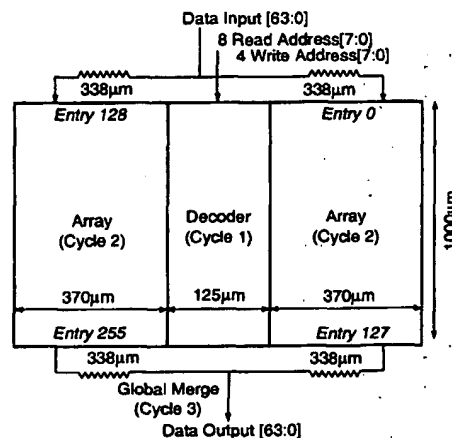 Data Input [63:0]
8 Read Address[7:0]
4 Write Address[7:0]
338μm
338μm
Entry 128
Entry 0
Array
(Cycle 2)
Decoder
(Cycle 1)
Array
(Cycle 2)
1000μm
370μm
125μm
370μm
Entry 255
Entry 127
338μm
338μm
Global Merge
(Cycle 3)
Data Output [63:0]